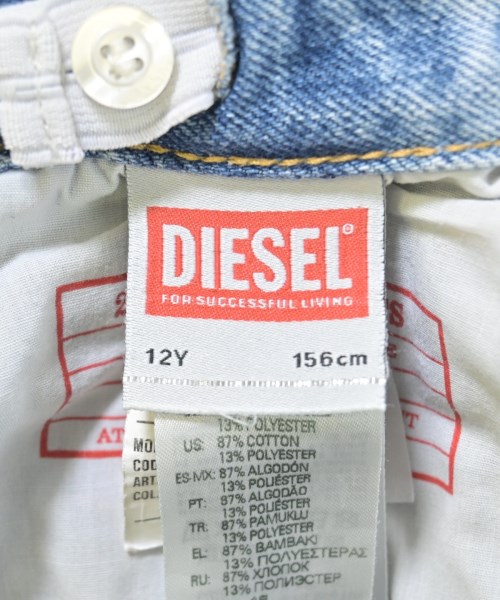 DIESEL
FOR SUCCESSFUL LIVING
12Y 156cm
13% POLYESTER
US: 87% COTTON
13% POLYESTER
ES-MX: 87% ALGODÓN
13% POLIÉSTER
PT: 87% ALGODÃO
13% POLIÉSTER
TR: 87% PAMUKLU
13% POLYESTER
EL: 87% ΒΑΜΒΑΚΙ
13% ΠΟΛΥΕΣΤΕΡΑΣ
RU: 87% ХЛОПОК
13% ПОЛИЭСТЕР